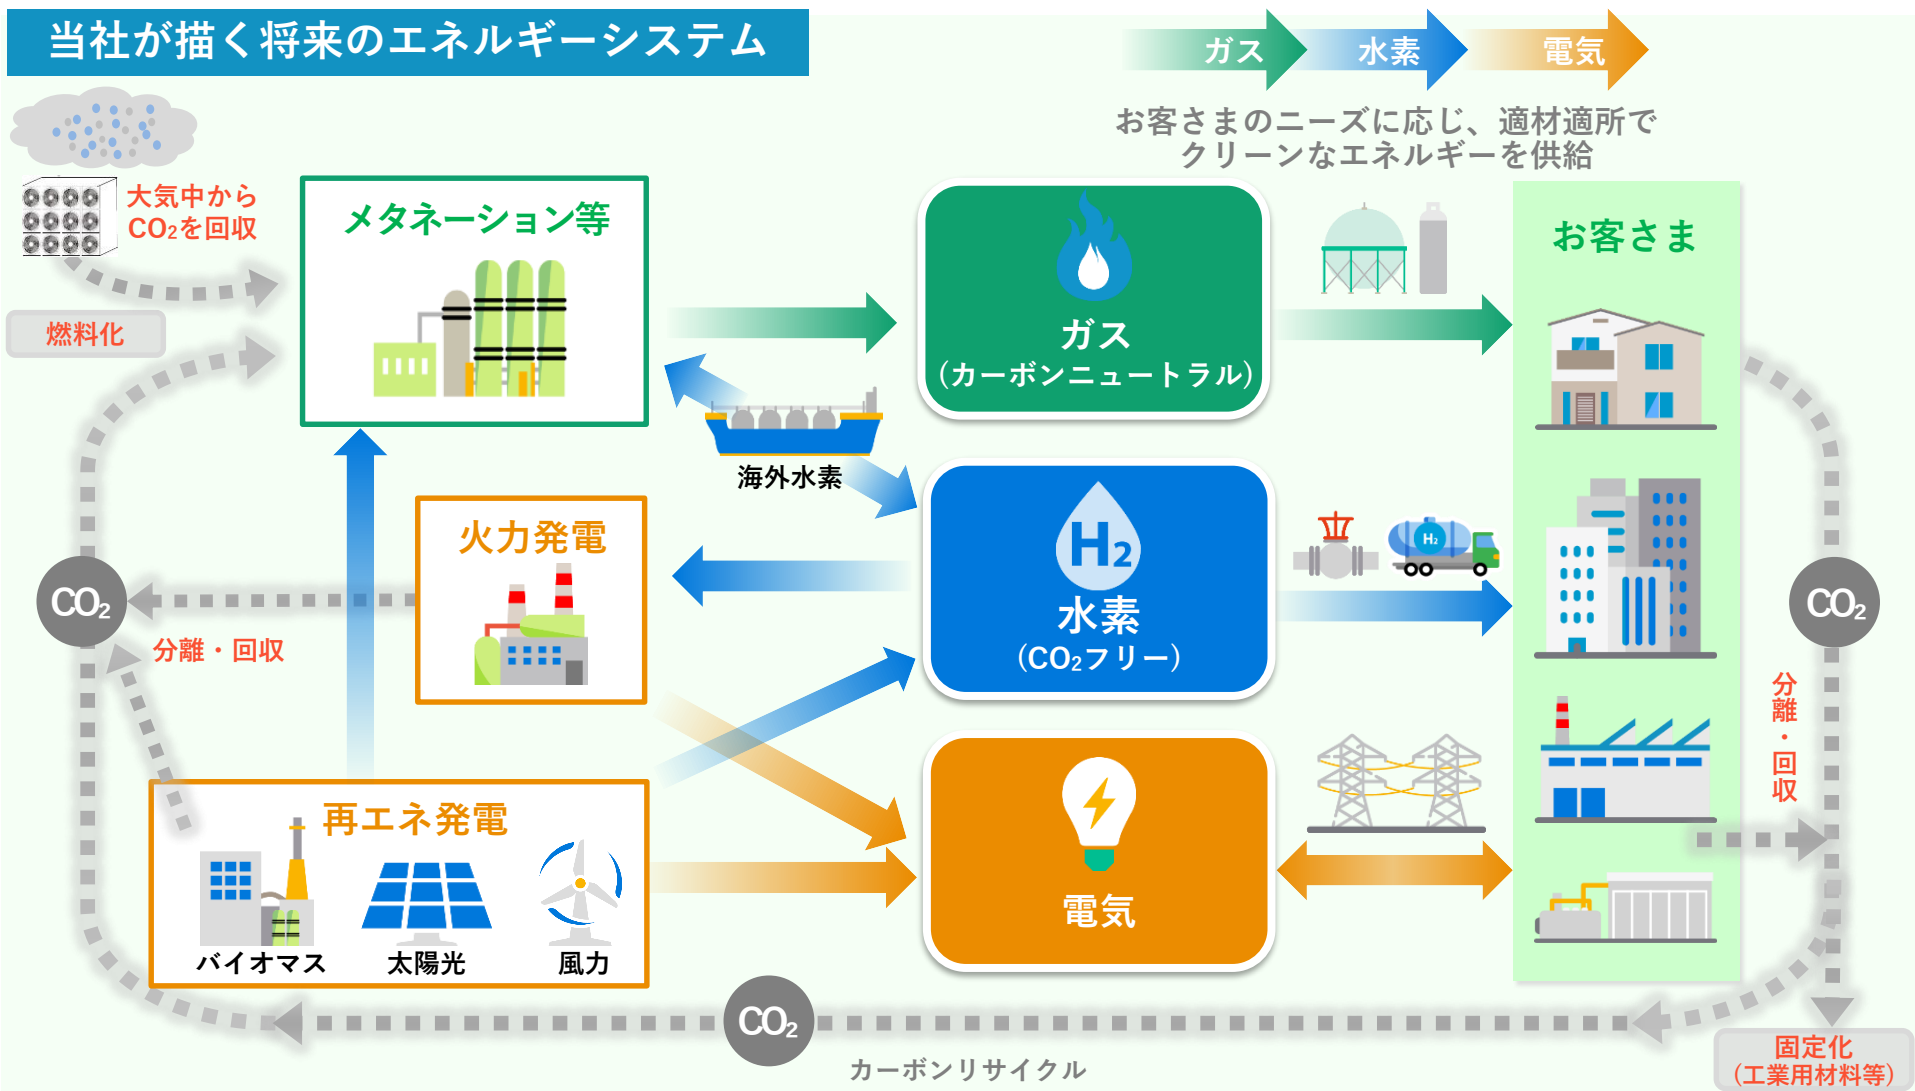 当社が描く将来のエネルギーシステム
ガス
水素
電気
お客さまのニーズに応じ、適材適所で
クリーンなエネルギーを供給
大気中から
CO₂を回収
燃料化
メタネーション等
ガス
(カーボンニュートラル)
お客さま
海外水素
火力発電
H₂
水素
(CO₂フリー)
H₂
CO₂
分離・回収
CO₂
分離・回収
再エネ発電
バイオマス
太陽光
風力
電気
CO₂
カーボンリサイクル
固定化
(工業用材料等)